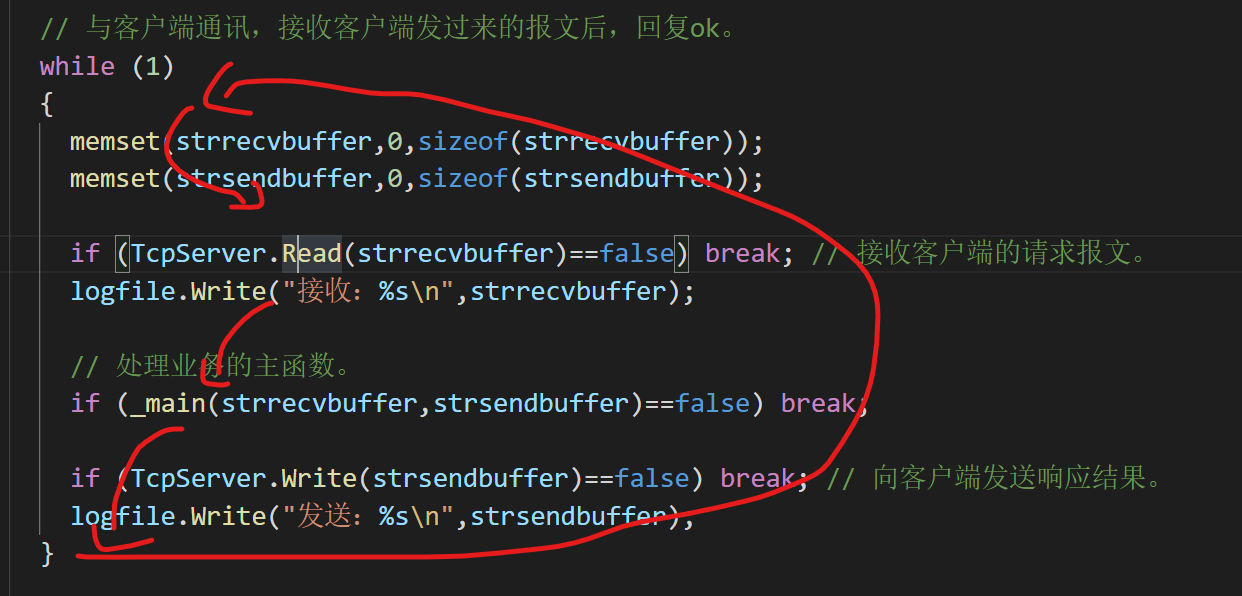 // 与客户端通讯，接收客户端发过来的报文后，回复ok。
while (1)
{
memset(strrecvbuffer,0,sizeof(strrecvbuffer));
memset(strsendbuffer,0,sizeof(strsendbuffer));
if (TcpServer.Read(strrecvbuffer)==false) break; // 接收客户端的请求报文。
logfile.Write("接收：%s\n",strrecvbuffer);
// 处理业务的主函数。
if (_main(strrecvbuffer,strsendbuffer)==false) break;
if (TcpServer.Write(strsendbuffer)==false) break; // 向客户端发送响应结果。
logfile.Write("发送：%s\n",strsendbuffer);
}